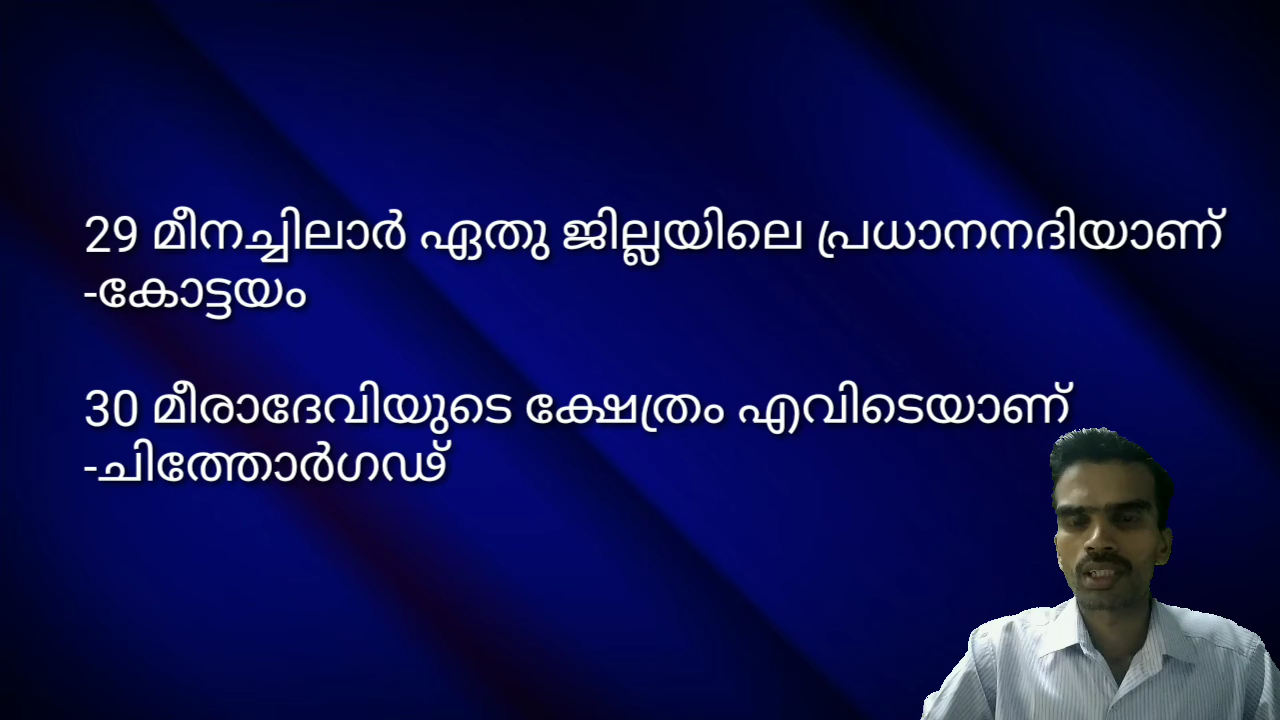 29 മീനച്ചിലാർ ഏതു ജില്ലയിലെ പ്രധാനനദിയാണ്
-കോട്ടയം
30 മീരാദേവിയുടെ ക്ഷേത്രം എവിടെയാണ്
-ചിത്തോർഗഢ്